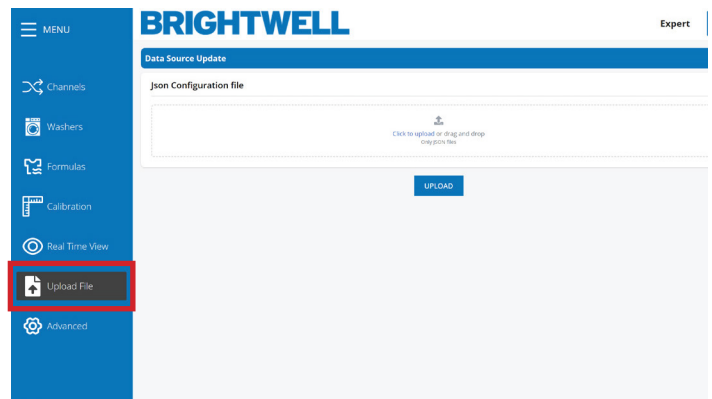 MENU
BRIGHTWELL
Expert
Data Source Update
Json Configuration file
Click to upload or drag and drop
Only JSON files
UPLOAD
Channels
Washers
Formulas
Calibration
Real Time View
Upload File
Advanced